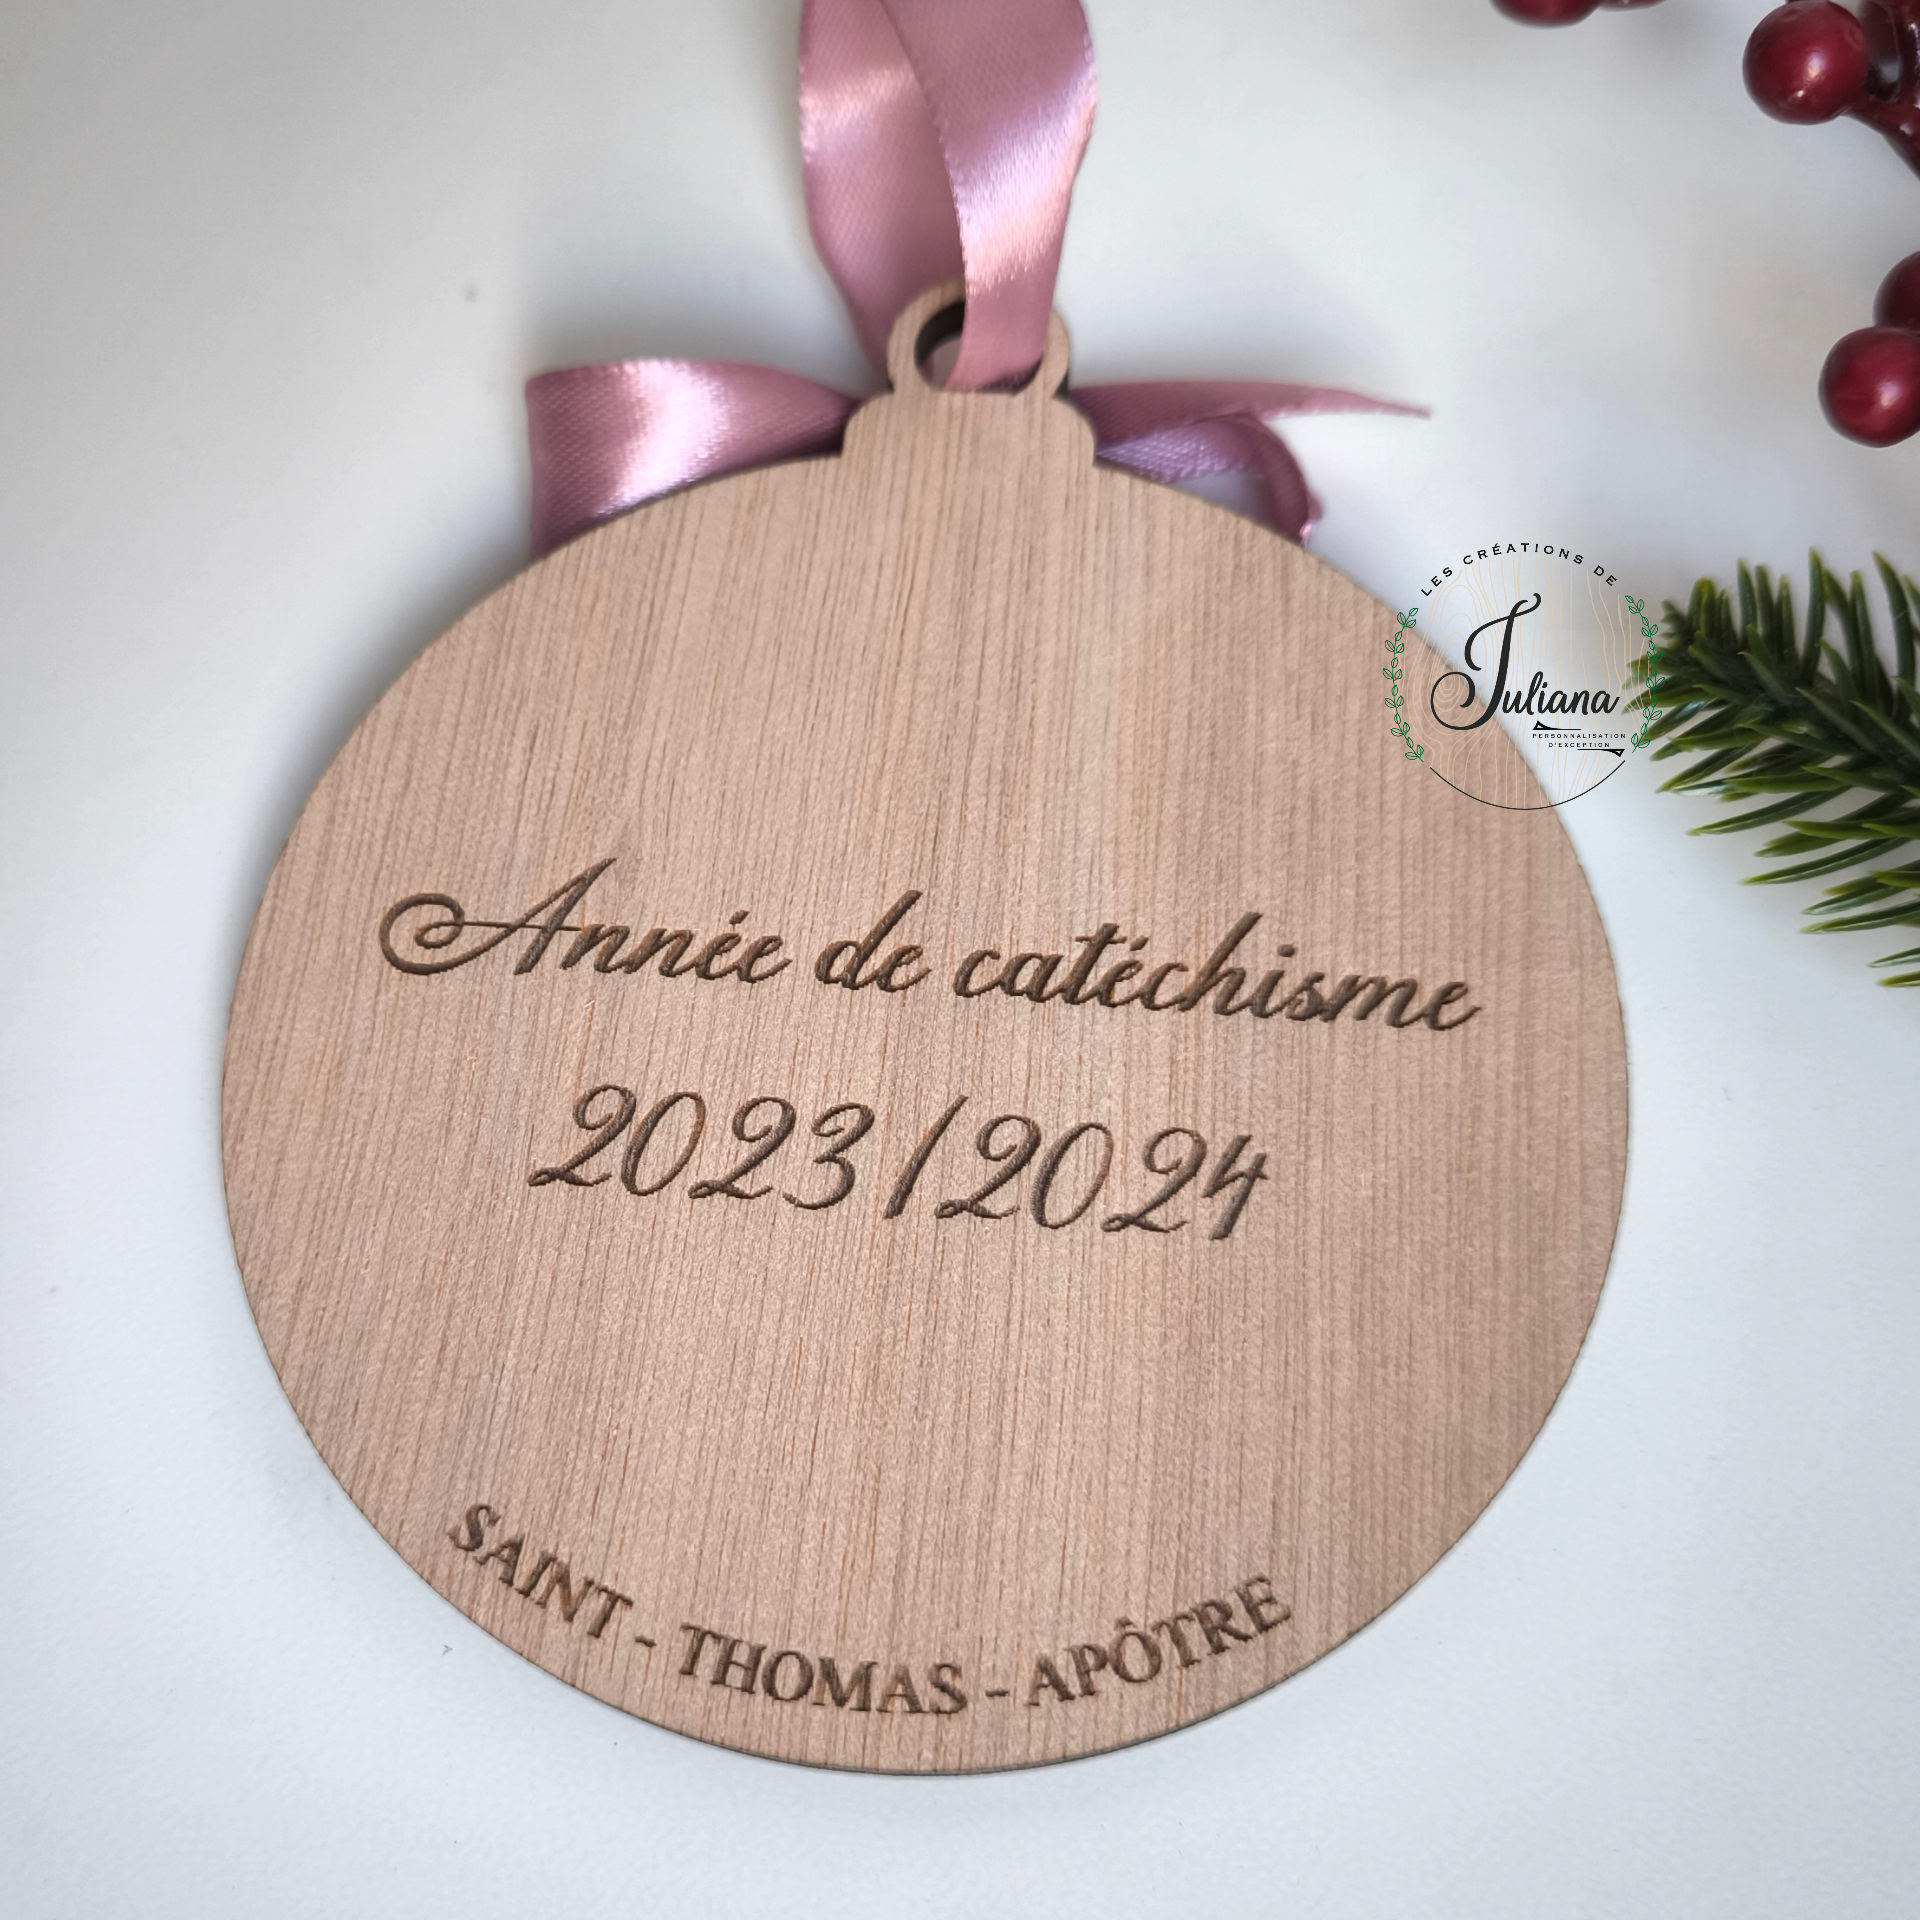 LES CRÉATIONS DE
Juliana
PERSONNALISATION
D'EXCEPTION
Année de catéchisme
2023/2024
SAINT - THOMAS - APÔTRE